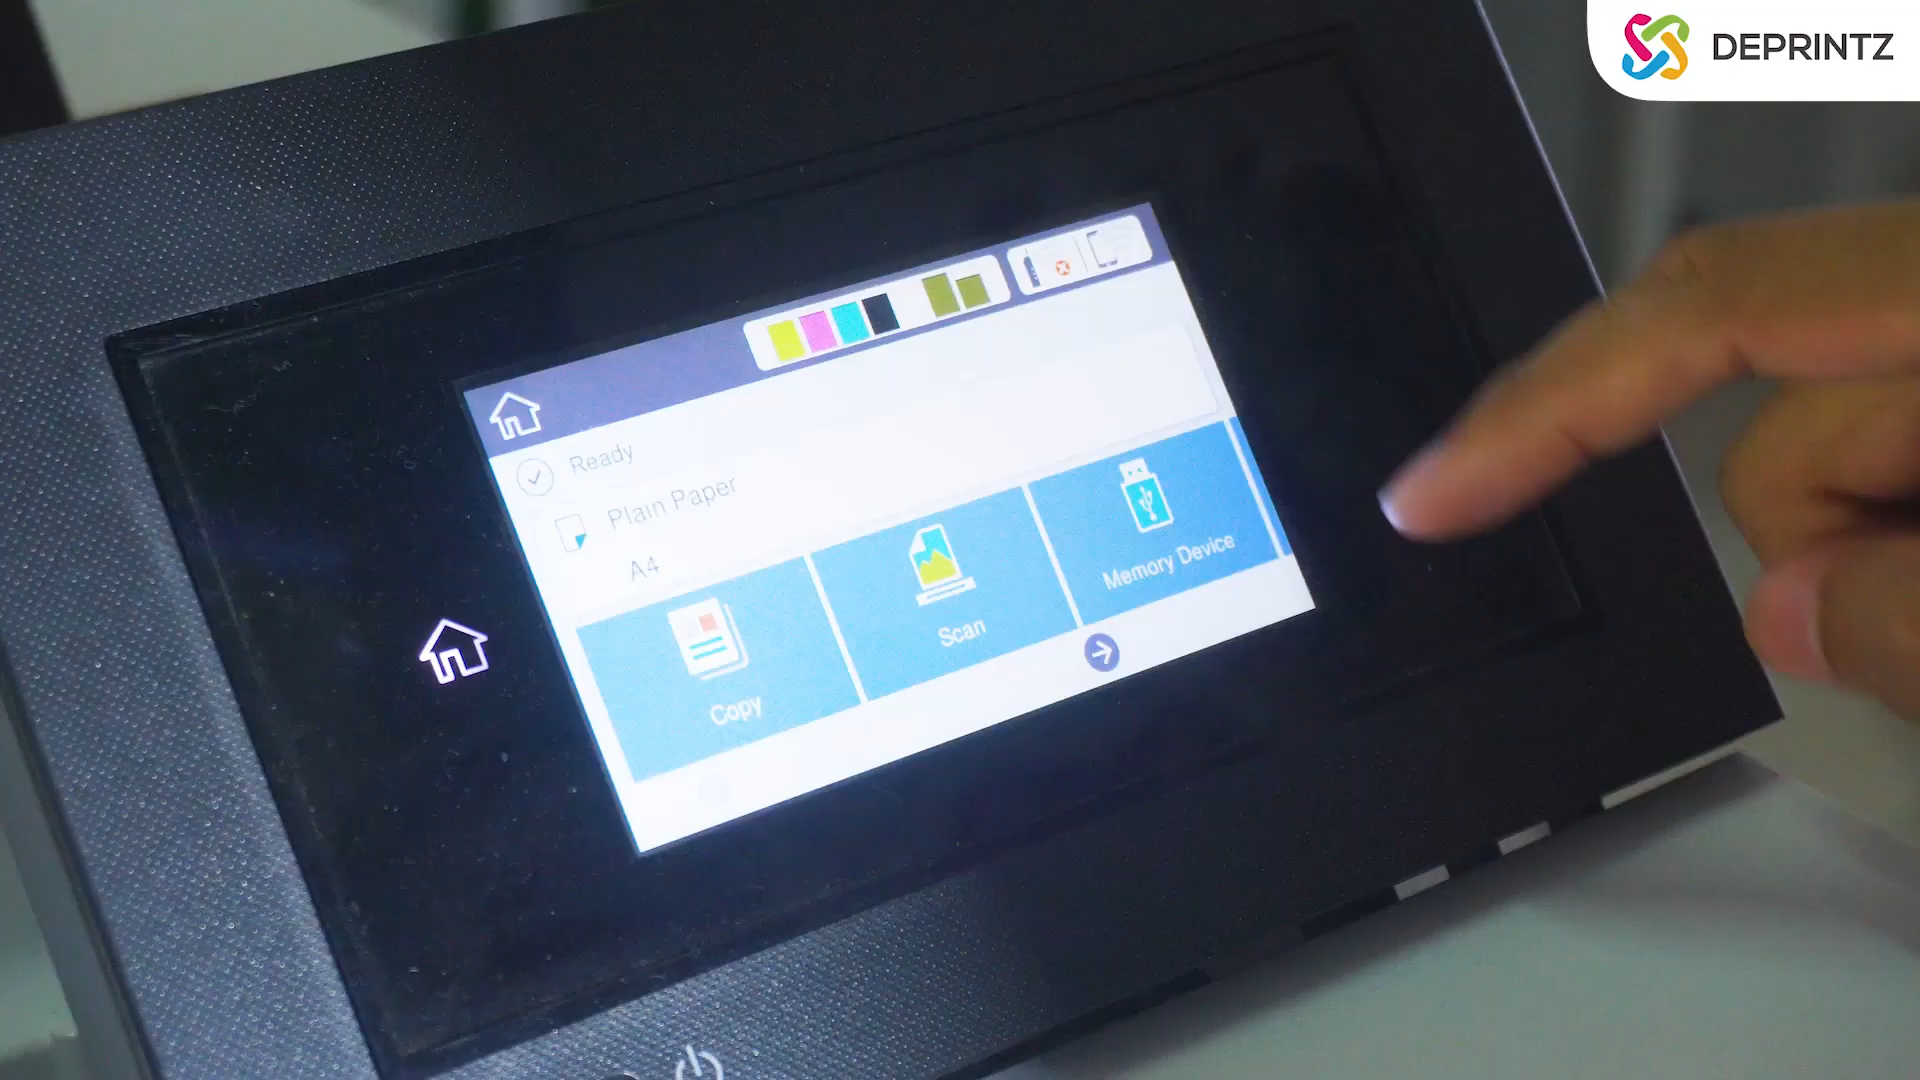 DEPRINTZ
Ready
Plain Paper
A4
Copy
Scan
Memory Device